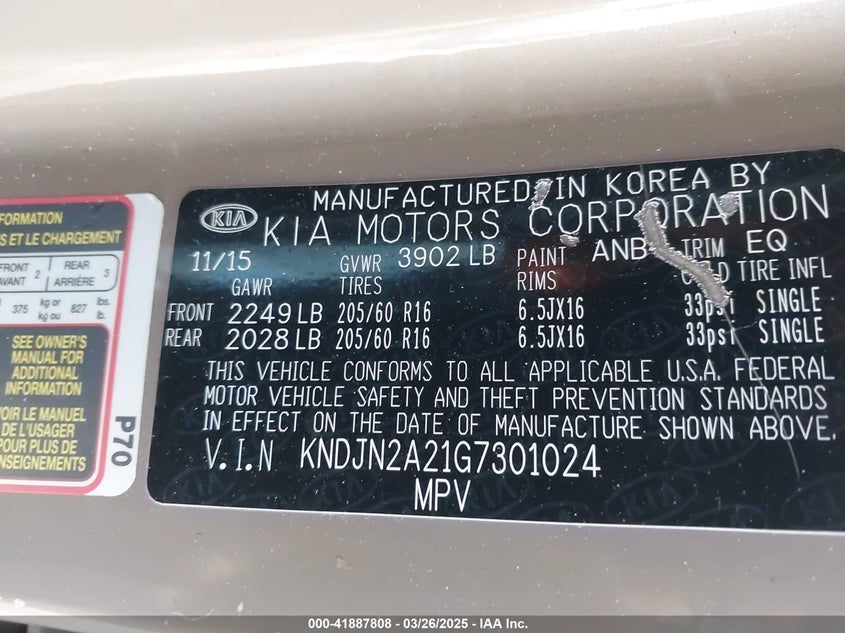 FORMATION
S ET LE CHARGEMENT
FRONT 2 REAR 3
AVANT ARRIÈRE
375 kg or 827 lbs.
kg ou lb.
SEE OWNER'S
MANUAL FOR
ADDITIONAL
INFORMATION
VOIR LE MANUEL
DE L'USAGER
POUR PLUS DE
NSEIGNEMENTS
P70
MANUFACTURED IN KOREA BY
KIA KIA MOTORS CORPORATION
11/15 GVWR 3902 LB PAINT ANB TRIM EQ
GAWR TIRES RIMS COLD TIRE INFL
FRONT 2249 LB 205/60 R16 6.5JX16 33psi SINGLE
REAR 2028 LB 205/60 R16 6.5JX16 33psi SINGLE
THIS VEHICLE CONFORMS TO ALL APPLICABLE U.S.A. FEDERAL
MOTOR VEHICLE SAFETY AND THEFT PREVENTION STANDARDS
IN EFFECT ON THE DATE OF MANUFACTURE SHOWN ABOVE.
V.I.N KNDJN2A21G7301024
MPV
000-41887808 - 03/26/2025 - IAA, Inc.